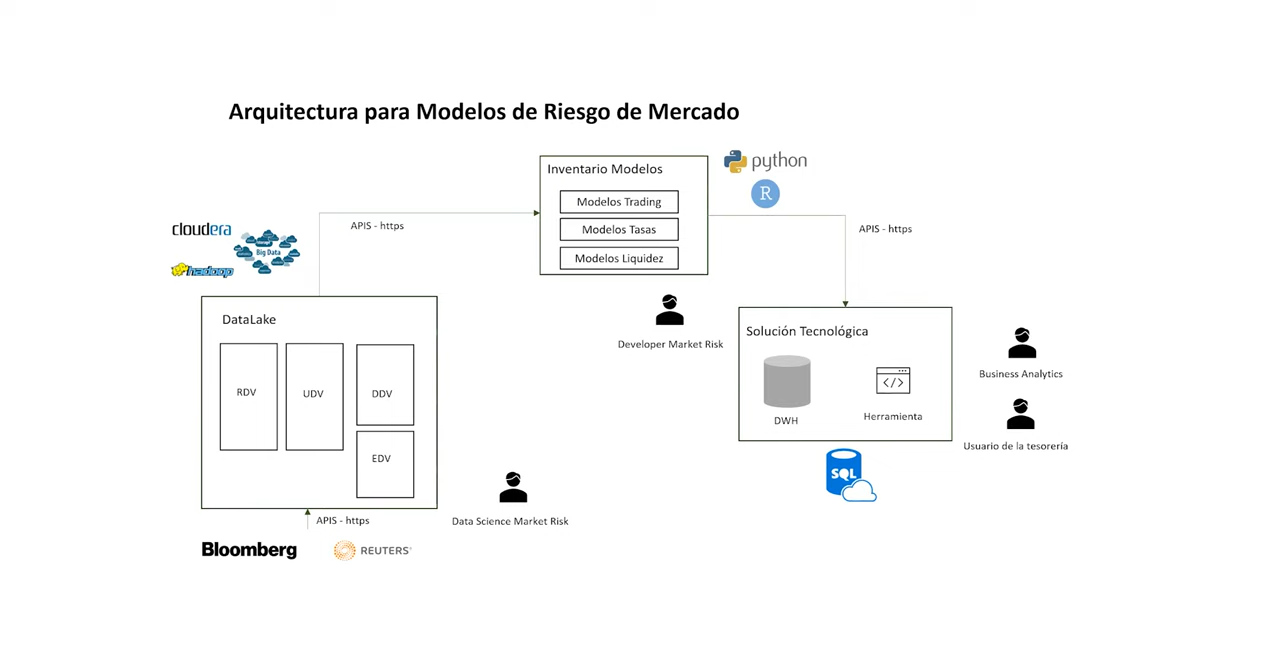 Arquitectura para Modelos de Riesgo de Mercado
Inventario Modelos
Modelos Trading
Modelos Tasas
Modelos Liquidez
python
R
APIS - https
APIS - https
cloudera
Big Data
hadoop
DataLake
RDV
UDV
DDV
EDV
Developer Market Risk
Solución Tecnológica
DWH
</>
Herramienta
Business Analytics
Usuario de la tesorería
SQL
Data Science Market Risk
APIS - https
Bloomberg
REUTERS